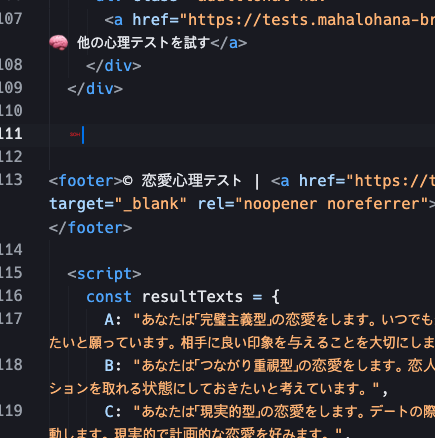 107 <a href="https://tests.mahalohana-br
🧠 他の心理テストを試す</a>
108 </div>
109 </div>
110
111
112
113 <footer>© 恋愛心理テスト | <a href="https://t
target="_blank" rel="noopener noreferrer">
</footer>
114
115 <script>
116 const resultTexts = {
117 A: "あなたは「完璧主義型」の恋愛をします。いつでも
たいと願っています。相手に良い印象を与えることを大切にしま
118 B: "あなたは「つながり重視型」の恋愛をします。恋人
ションを取れる状態にしておきたいと考えています。",
119 C: "あなたは「現実的型」の恋愛をします。デートの際
動します。現実的で計画的な恋愛を好みます。"